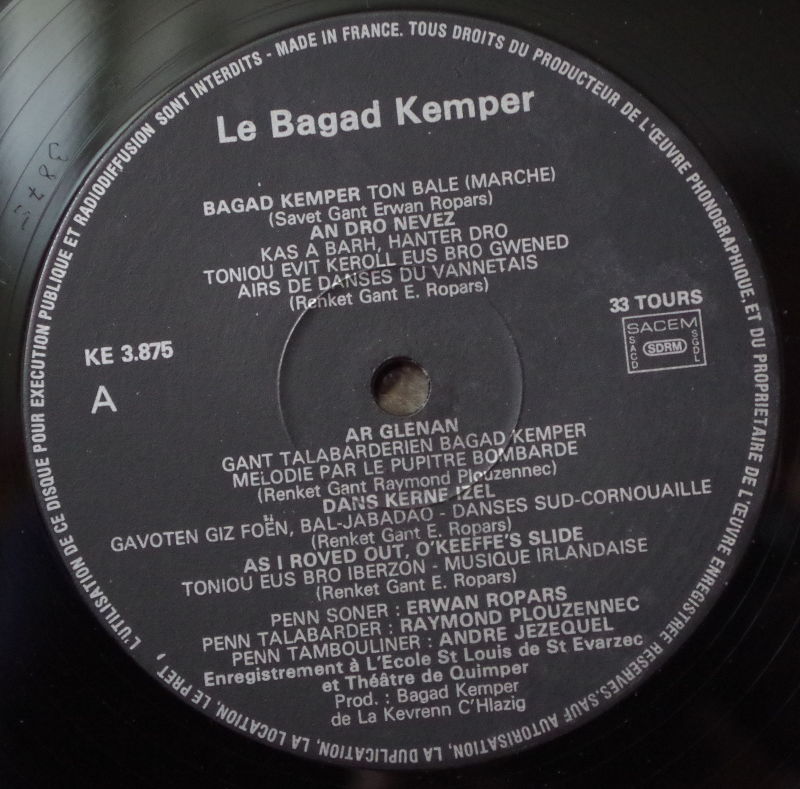 Le Bagad Kemper
BAGAD KEMPER TON BALE (MARCHE)
(Savet Gant Erwan Ropars)
AN DRO NEVEZ
KAS A BARH, HANTER DRO
TONIOU EVIT KEROLL EUS BRO GWENED
AIRS DE DANSES DU VANNETAIS
(Renket Gant E. Ropars)
KE 3.875
A
33 TOURS
SACEM
SACD
SDRM
SGDL
AR GLENAN
GANT TALABARDERIEN BAGAD KEMPER
MELODIE PAR LE PUPITRE BOMBARDE
(Renket Gant Raymond Plouzennec)
DANS KERNE IZEL
GAVOTEN GIZ FOËN, BAL-JABADAO - DANSES SUD-CORNOUAILLE
(Renket Gant E. Ropars)
AS I ROVED OUT, O'KEEFFE'S SLIDE
TONIOU EUS BRO IBERZON - MUSIQUE IRLANDAISE
(Renket Gant E. Ropars)
PENN SONER : ERWAN ROPARS
PENN TALABARDER : RAYMOND PLOUZENNEC
PENN TAMBOULINER : ANDRE JEZEQUEL
Enregistrement à L'Ecole St Louis de St Evarzec
et Théâtre de Quimper
Prod. : Bagad Kemper
de La Kevrenn C'Hlazig
MADE IN FRANCE. TOUS DROITS DU PRODUCTEUR DE L'ŒUVRE PHONOGRAPHIQUE, ET DU PROPRIETAIRE DE L'ŒUVRE ENREGISTREE RESERVES. SAUF AUTORISATION, LA DUPLICATION, LA LOCATION, LE PRET, L'UTILISATION DE CE DISQUE POUR EXECUTION PUBLIQUE ET RADIODIFFUSION SONT INTERDITS -